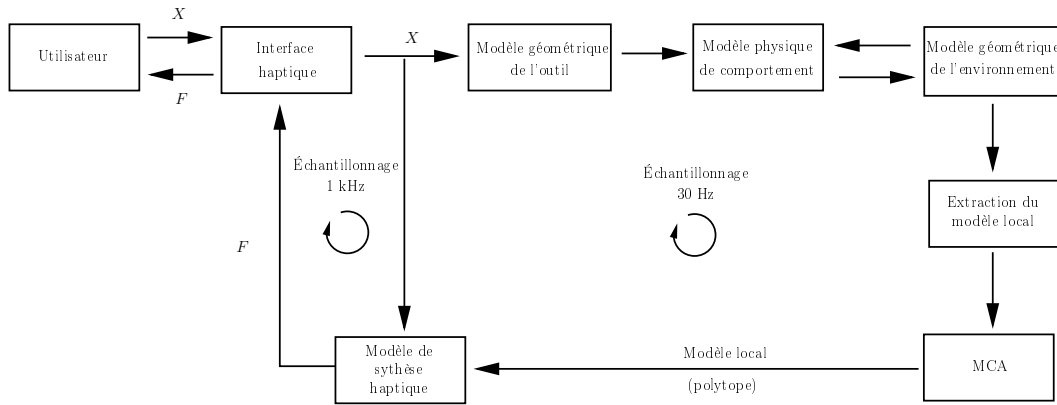 X
Utilisateur
F
Interface
haptique
X
Modèle géométrique
de l'outil
Modèle physique
de comportement
Modèle géométrique
de l'environnement
Échantillonnage
1 kHz
Échantillonnage
30 Hz
Extraction du
modèle local
F
Modèle de
sythèse
haptique
Modèle local
(polytope)
MCA